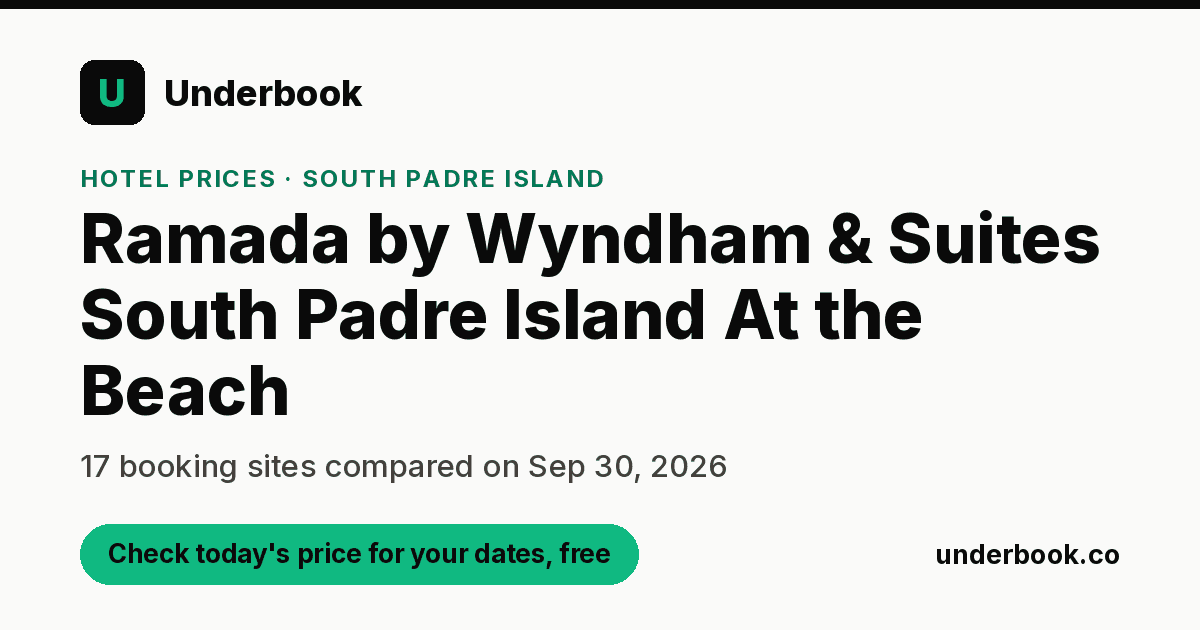 U Underbook
HOTEL PRICES · SOUTH PADRE ISLAND
Ramada by Wyndham & Suites
South Padre Island At the
Beach
17 booking sites compared on Sep 30, 2026
Check today's price for your dates, free
underbook.co